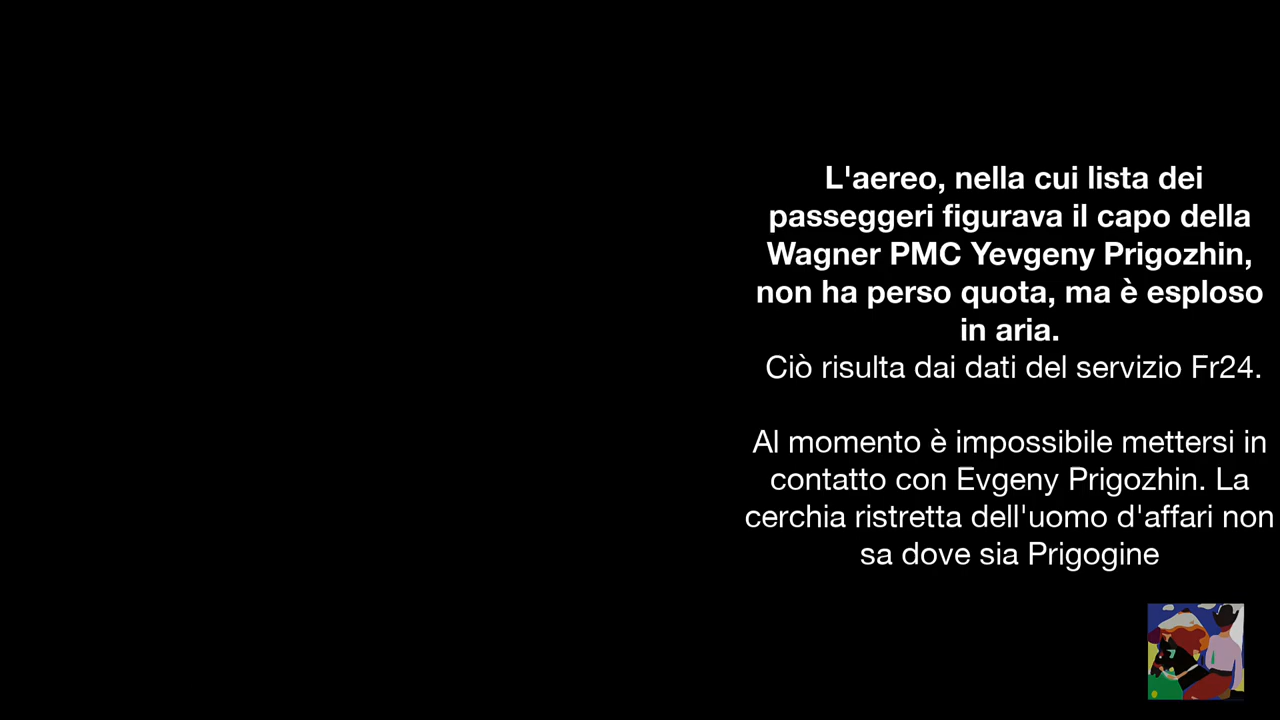 L'aereo, nella cui lista dei
passeggeri figurava il capo della
Wagner PMC Yevgeny Prigozhin,
non ha perso quota, ma è esploso
in aria.
Ciò risulta dai dati del servizio Fr24.
Al momento è impossibile mettersi in
contatto con Evgeny Prigozhin. La
cerchia ristretta dell'uomo d'affari non
sa dove sia Prigogine